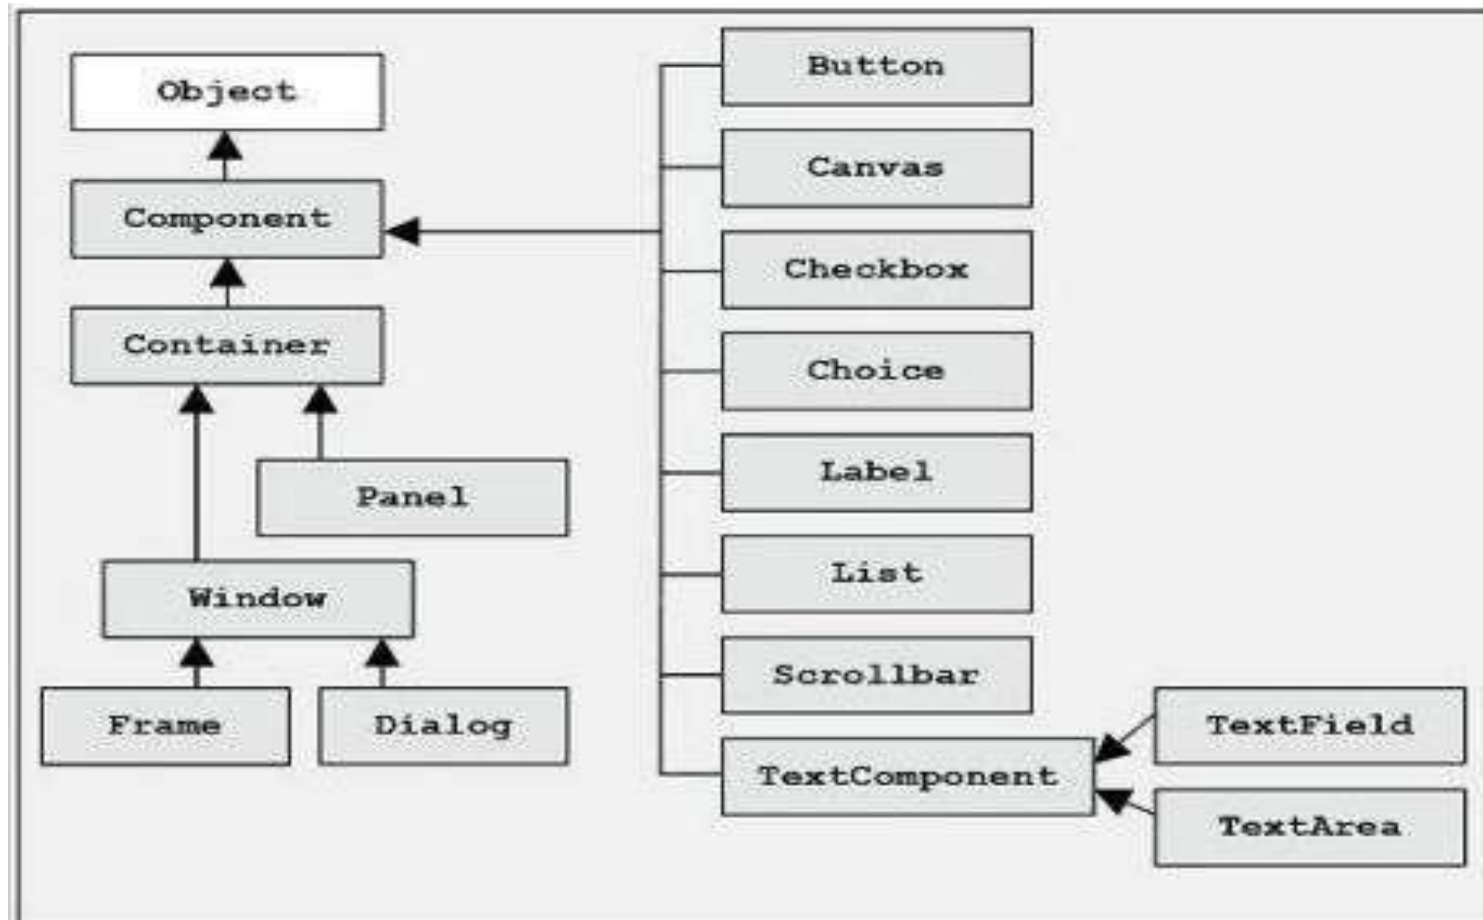 Object
Component
Container
Panel
Window
Frame
Dialog
Button
Canvas
Checkbox
Choice
Label
List
Scrollbar
TextComponent
TextField
TextArea